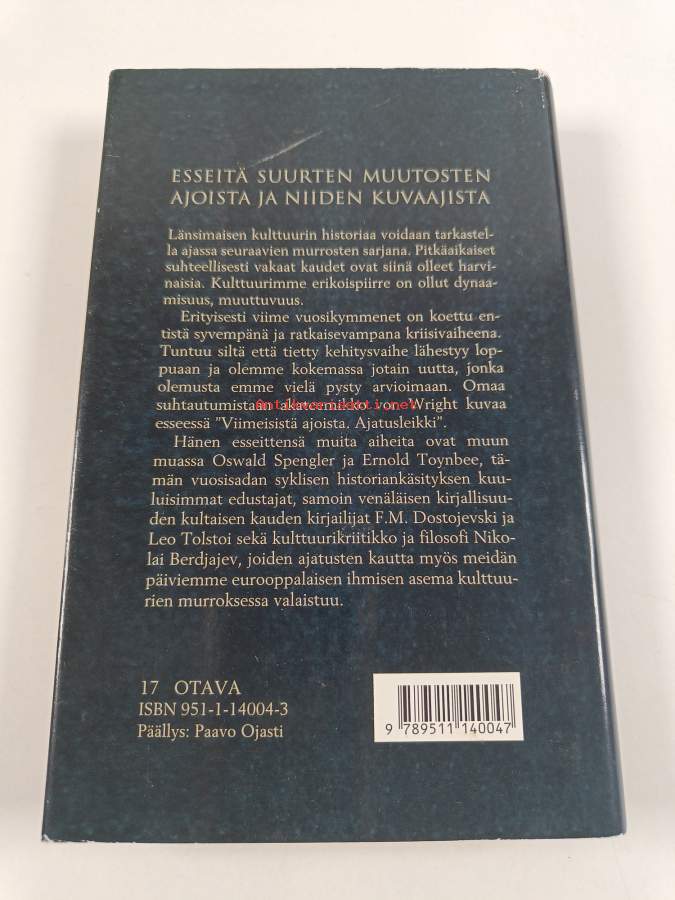 ESSEITÄ SUURTEN MUUTOSTEN
AJOISTA JA NIIDEN KUVAAJISTA
Länsimaisen kulttuurin historiaa voidaan tarkastel-
la ajassa seuraavien murrosten sarjana. Pitkäaikaiset
suhteellisesti vakaat kaudet ovat siinä olleet harvi-
naisia. Kulttuurimme erikoispiirre on ollut dynaa-
misuus, muuttuvuus.
Erityisesti viime vuosikymmenet on koettu en-
tistä syvempänä ja ratkaisevampana kriisivaiheena.
Tuntuu siltä että tietty kehitysvaihe lähestyy lop-
puaan ja olemme kokemassa jotain uutta, jonka
olemusta emme vielä pysty arvioimaan. Omaa
suhtautumistaan akateemikko von Wright kuvaa
esseessä "Viimeisistä ajoista. Ajatusleikki".
Hänen esseittensä muita aiheita ovat muun
muassa Oswald Spengler ja Ernold Toynbee, tä-
män vuosisadan syklisen historiankäsityksen kuu-
luisimmat edustajat, samoin venäläisen kirjallisuu-
den kultaisen kauden kirjailijat F.M. Dostojevski ja
Leo Tolstoi sekä kulttuurikriitikko ja filosofi Niko-
lai Berdjajev, joiden ajatusten kautta myös meidän
päiviemme eurooppalaisen ihmisen asema kulttuu-
rien murroksessa valaistuu.
17 OTAVA
ISBN 951-1-14004-3
Päällys: Paavo Ojasti
9 789511 140047
antikvariaatti.net